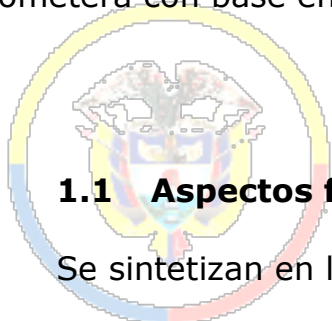 ometerá con base en
1.1 Aspectos f
Se sintetizan en l